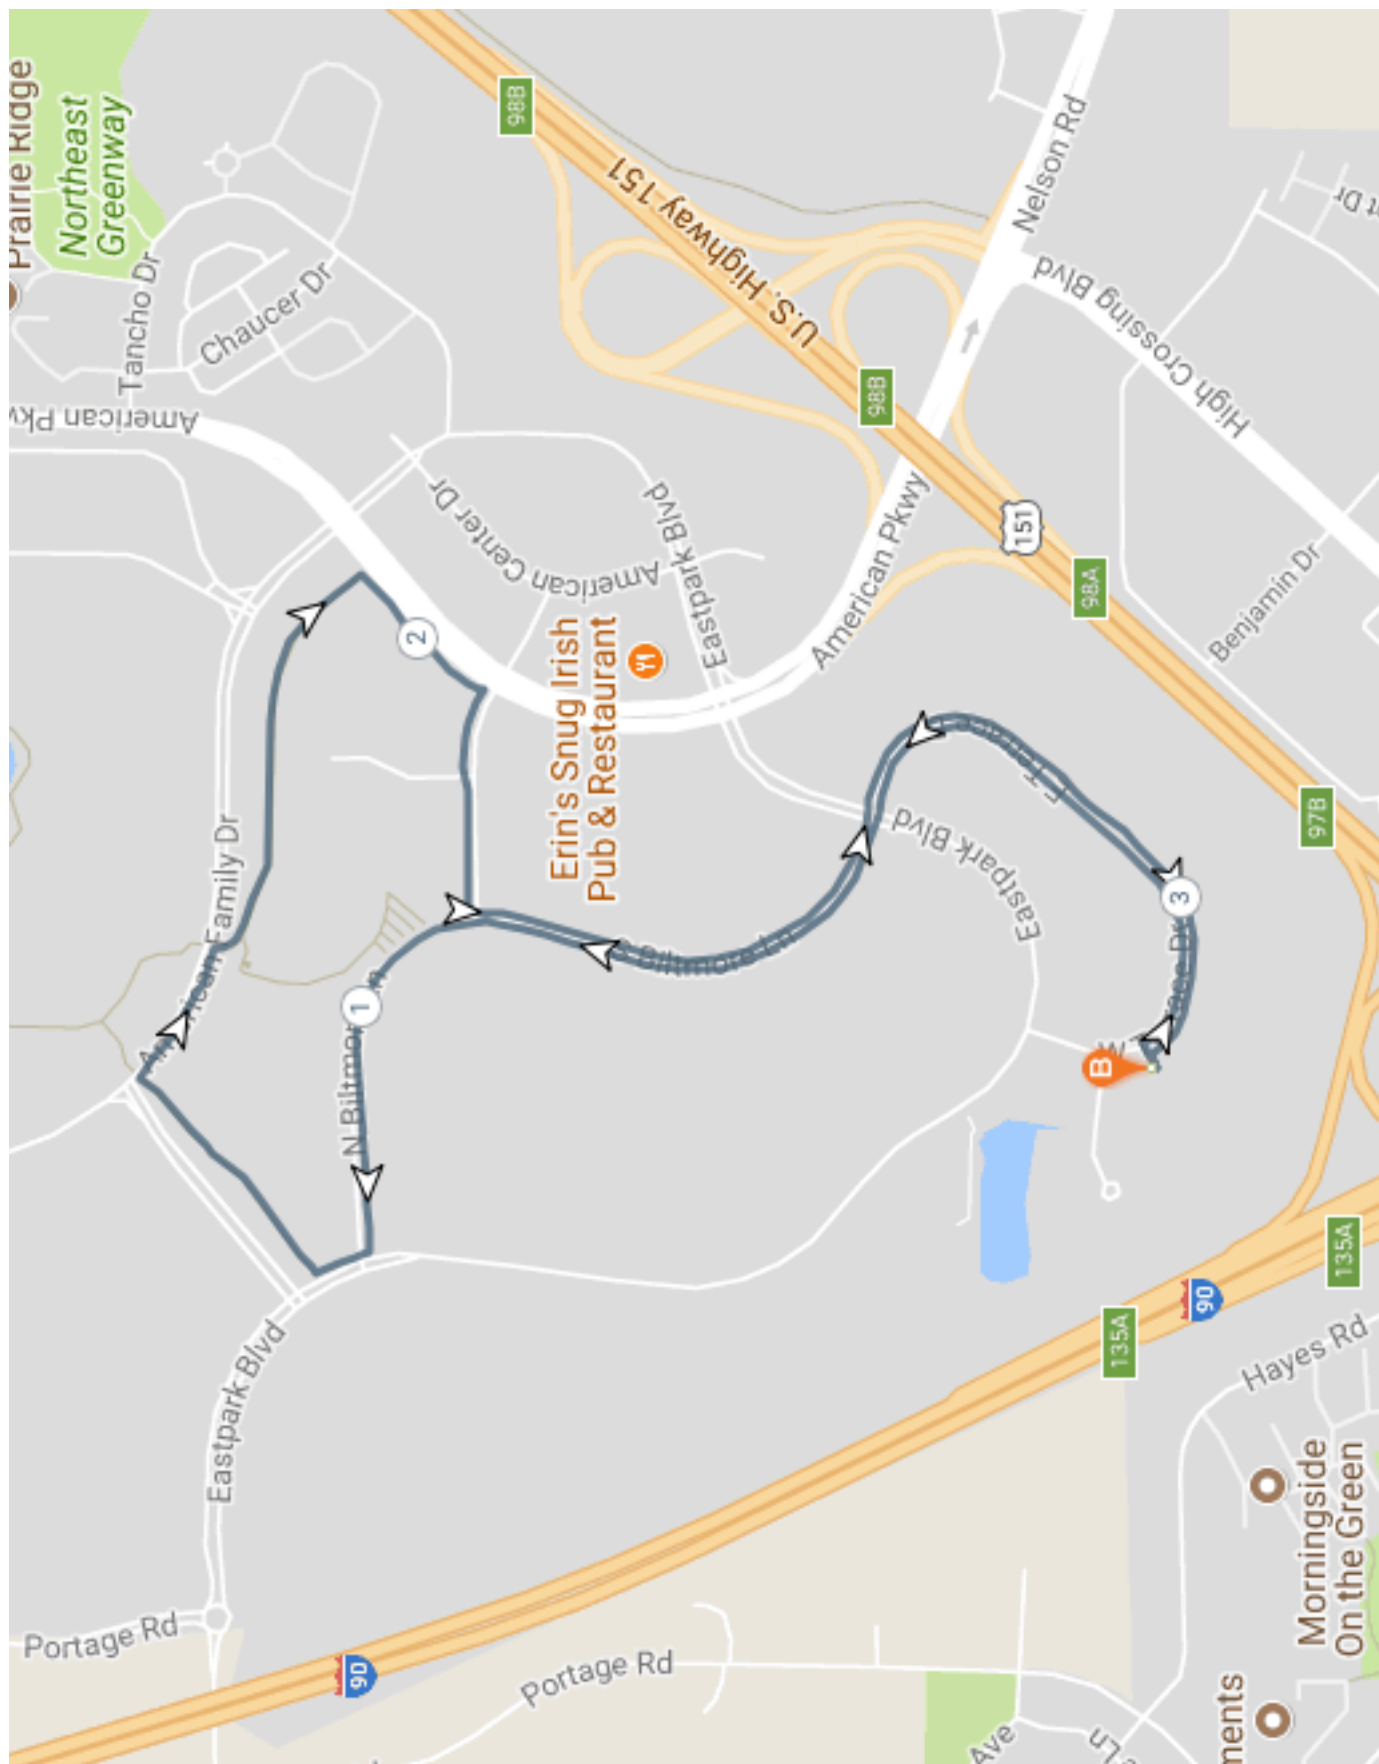 Prairie Ridge
Northeast
Greenway
Tancho Dr
Chaucer Dr
American
American Center Dr
98B
U.S. Highway 151
Nelson Rd
High Crossing Blvd
98B
Eastpark Blvd
American Pkwy
151
98A
Benjamin Dr
Erin's Snug Irish
Pub & Restaurant
2
Family Dr
1
Eastpark Blvd
97B
3
B
90
135A
135A
Hayes Rd
Eastpark Blvd
Portage Rd
90
Portage Rd
Morningside
On the Green
Ave
Ln